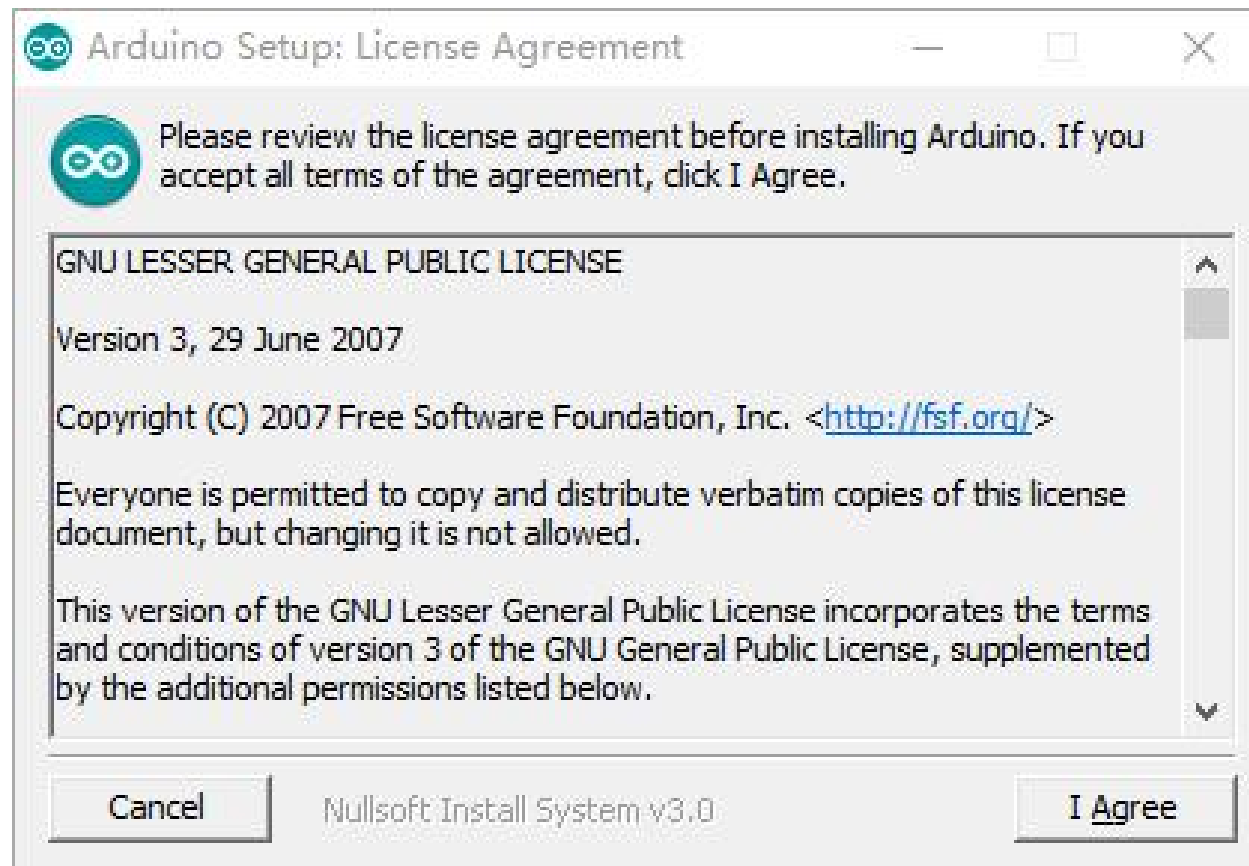 Arduino Setup: License Agreement
Please review the license agreement before installing Arduino. If you
accept all terms of the agreement, click I Agree.
GNU LESSER GENERAL PUBLIC LICENSE
Version 3, 29 June 2007
Copyright (C) 2007 Free Software Foundation, Inc. <http://fsf.org/>
Everyone is permitted to copy and distribute verbatim copies of this license
document, but changing it is not allowed.
This version of the GNU Lesser General Public License incorporates the terms
and conditions of version 3 of the GNU General Public License, supplemented
by the additional permissions listed below.
Cancel
Nullsoft Install System v3.0
I Agree